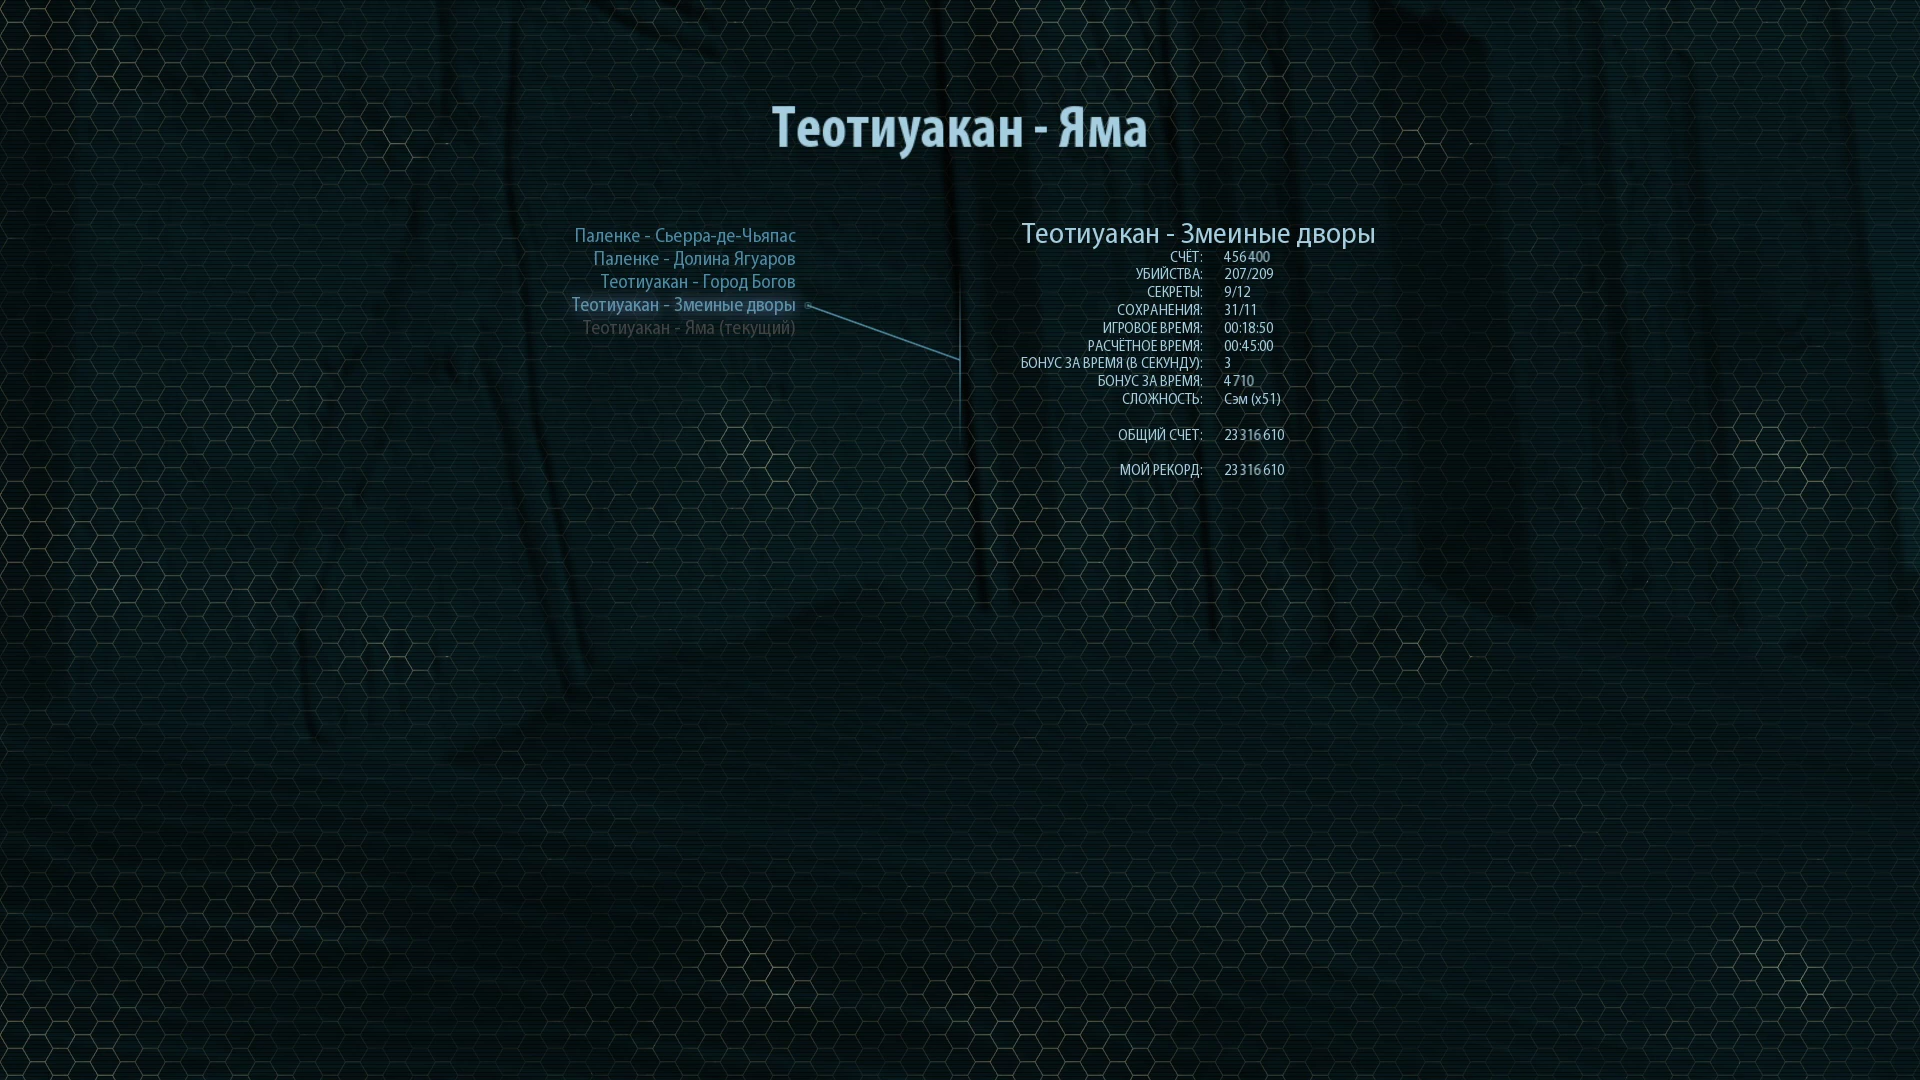 Теотиуакан - Яма
Паленке - Сьерра-де-Чьяпас
Паленке - Долина Ягуаров
Теотиуакан - Город Богов
Теотиуакан - Змеиные дворы
Теотиуакан - Яма (текущий)
Теотиуакан - Змеиные дворы
СЧЁТ: 456 400
УБИЙСТВА: 207/209
СЕКРЕТЫ: 9/12
СОХРАНЕНИЯ: 31/11
ИГРОВОЕ ВРЕМЯ: 00:18:50
РАСЧЁТНОЕ ВРЕМЯ: 00:45:00
БОНУС ЗА ВРЕМЯ (В СЕКУНДУ): 3
БОНУС ЗА ВРЕМЯ: 4 710
СЛОЖНОСТЬ: Сэм (x51)
ОБЩИЙ СЧЕТ: 23 316 610
МОЙ РЕКОРД: 23 316 610